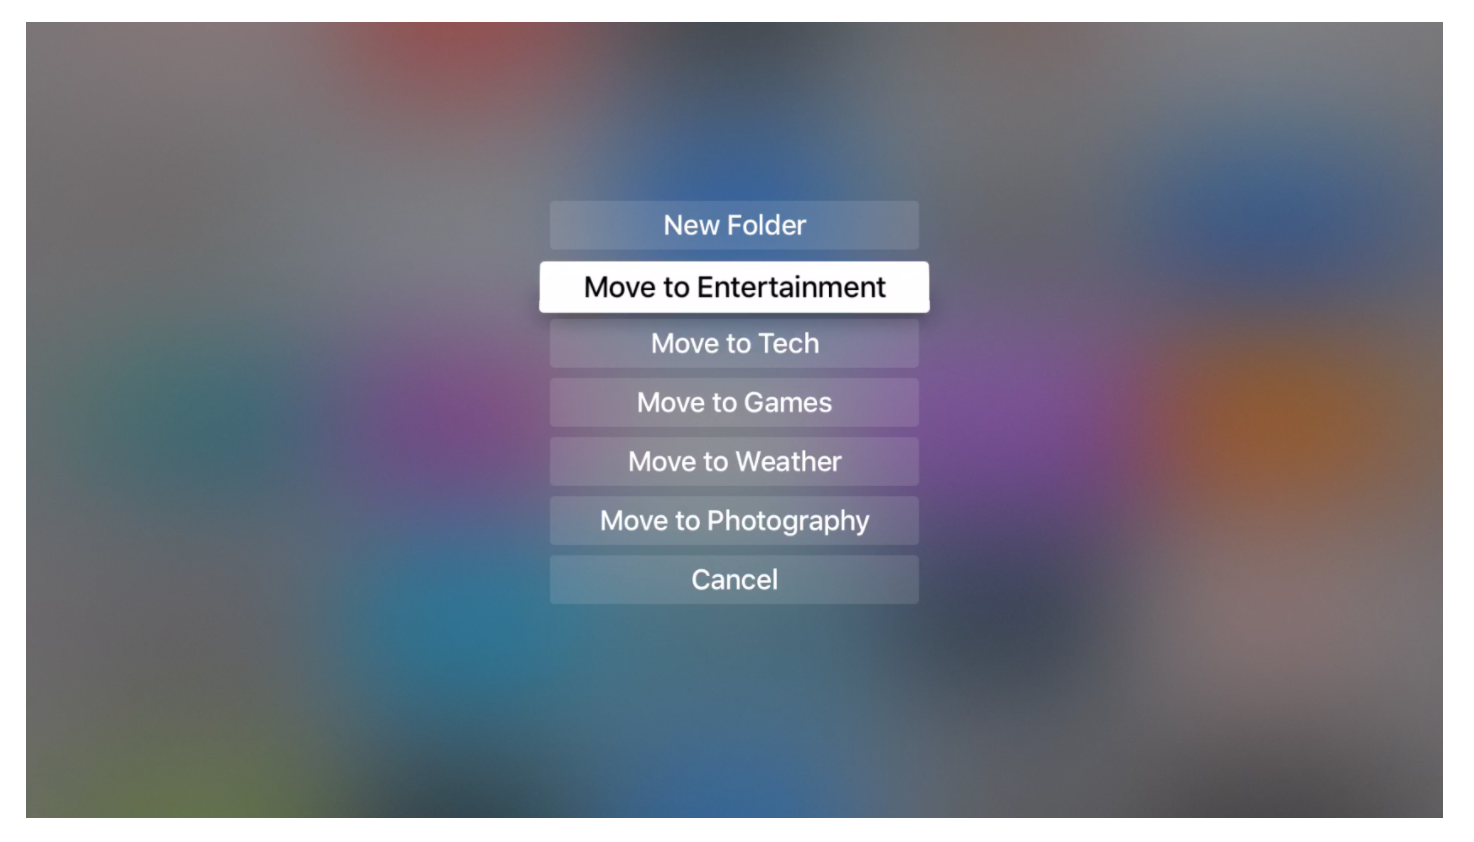 New Folder
Move to Entertainment
Move to Tech
Move to Games
Move to Weather
Move to Photography
Cancel